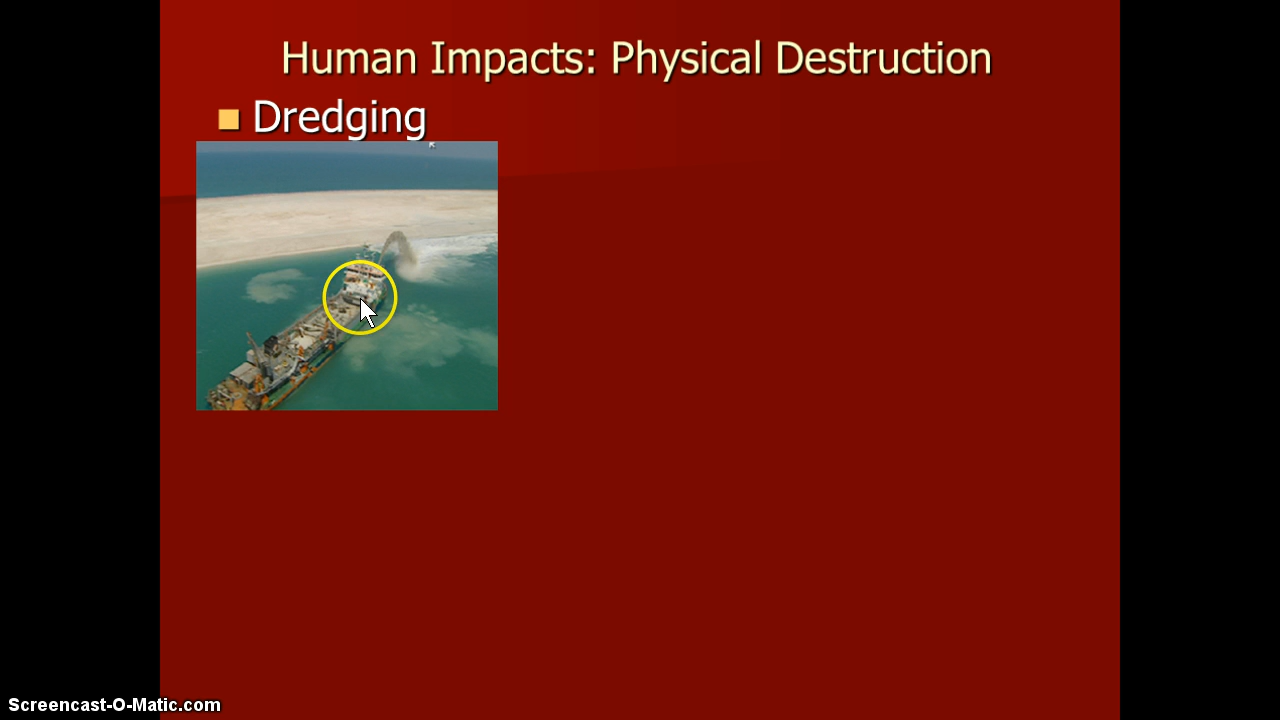 Human Impacts: Physical Destruction
Dredging
Screencast-O-Matic.com